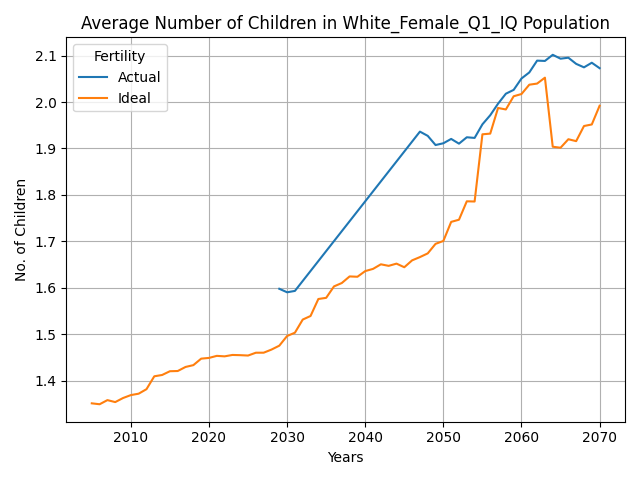 Average Number of Children in White_Female_Q1_IQ Population
Fertility
Actual
Ideal
No. of Children
2.1
2.0
1.9
1.8
1.7
1.6
1.5
1.4
2010 2020 2030 2040 2050 2060 2070
Years